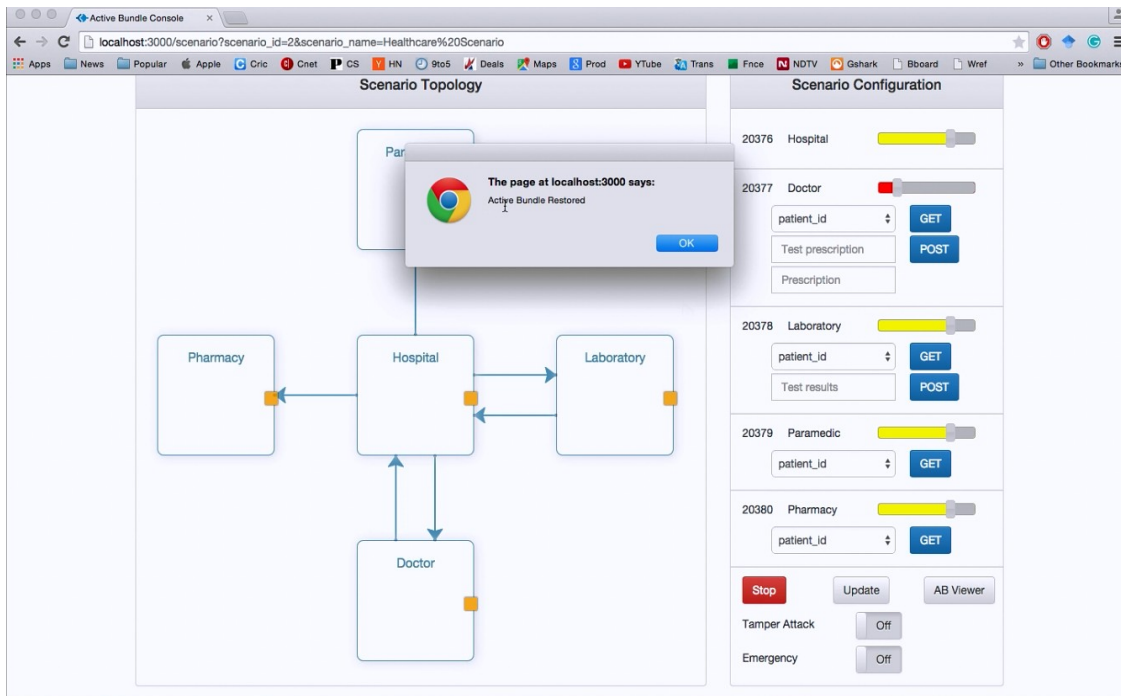 Active Bundle Console
localhost:3000/scenario?scenario_id=2&scenario_name=Healthcare%20Scenario
Apps News Popular Apple Cric Cnet CS HN 9to5 Deals Maps Prod YTube Trans Fnce NDTV Gshark Bboard Wref » Other Bookmarks
Scenario Topology
Par
The page at localhost:3000 says:
Active Bundle Restored
OK
Pharmacy
Hospital
Laboratory
Doctor
Scenario Configuration
20376 Hospital
20377 Doctor
patient_id GET
Test prescription POST
Prescription
20378 Laboratory
patient_id GET
Test results POST
20379 Paramedic
patient_id GET
20380 Pharmacy
patient_id GET
Stop Update AB Viewer
Tamper Attack Off
Emergency Off